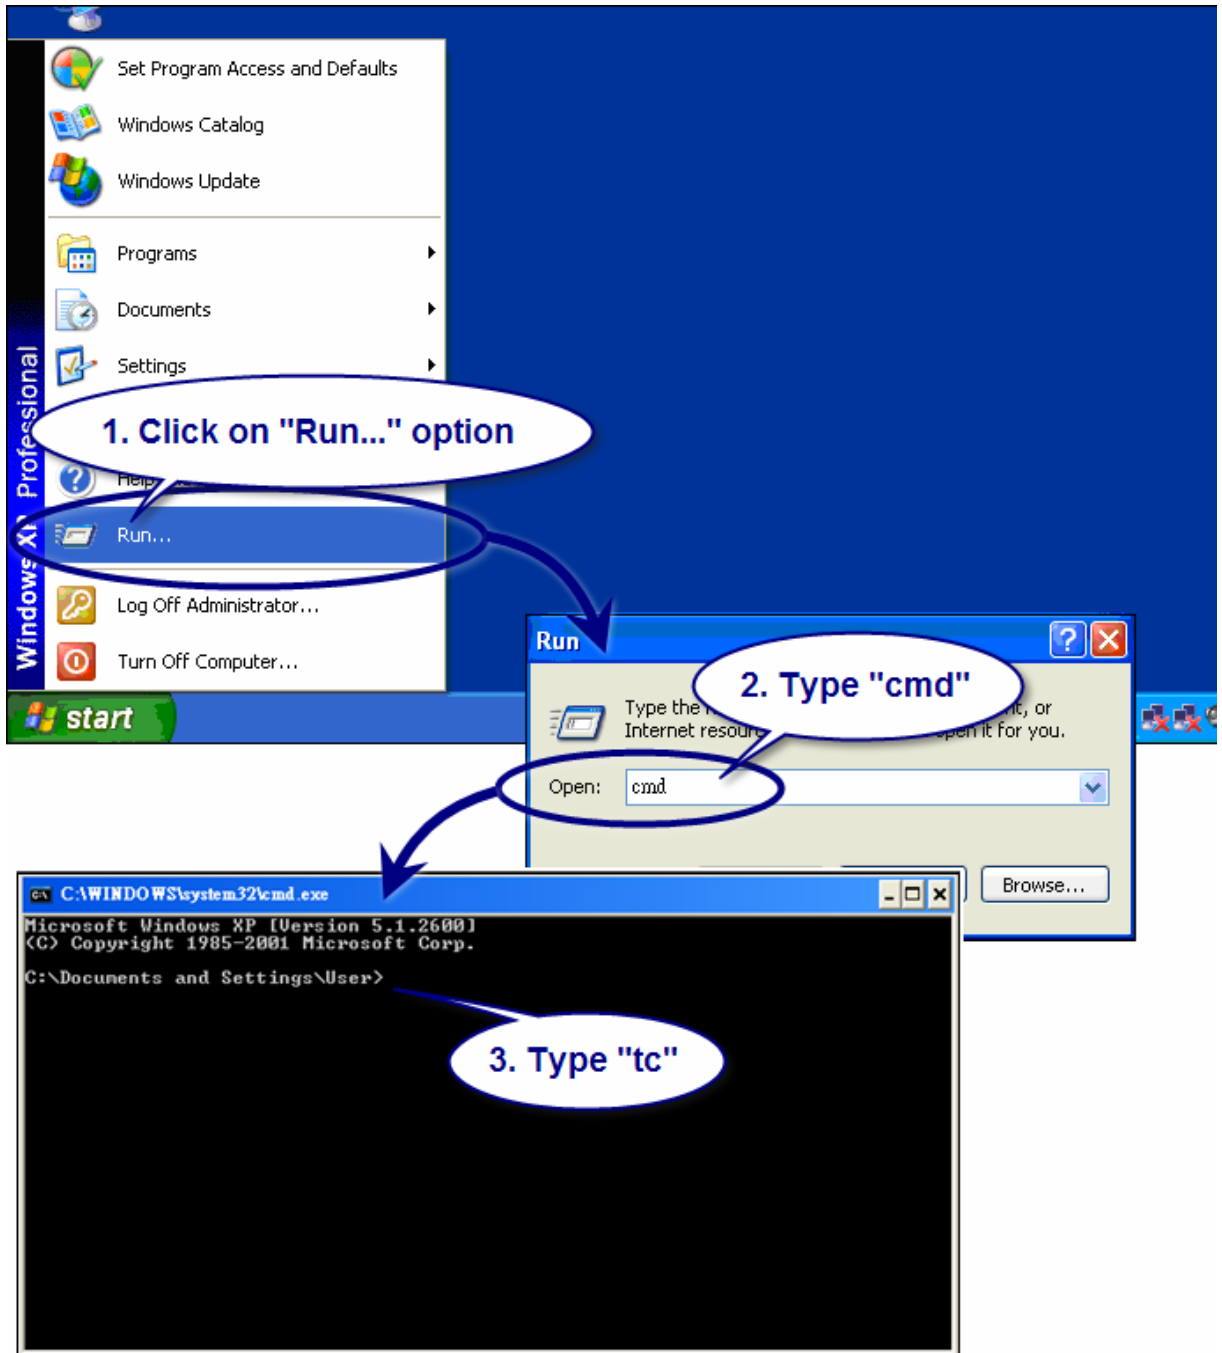 Set Program Access and Defaults
Windows Catalog
Windows Update
Programs
Documents
Settings
1. Click on "Run..." option
Help
Run...
Log Off Administrator...
Turn Off Computer...
Windows XP Professional
start
Run
2. Type "cmd"
Type the
t, or
Internet resour
open it for you.
Open:
cmd
Browse...
C:\WINDOWS\system32\cmd.exe
Microsoft Windows XP [Version 5.1.2600]
(C) Copyright 1985-2001 Microsoft Corp.
C:\Documents and Settings\User>
3. Type "tc"